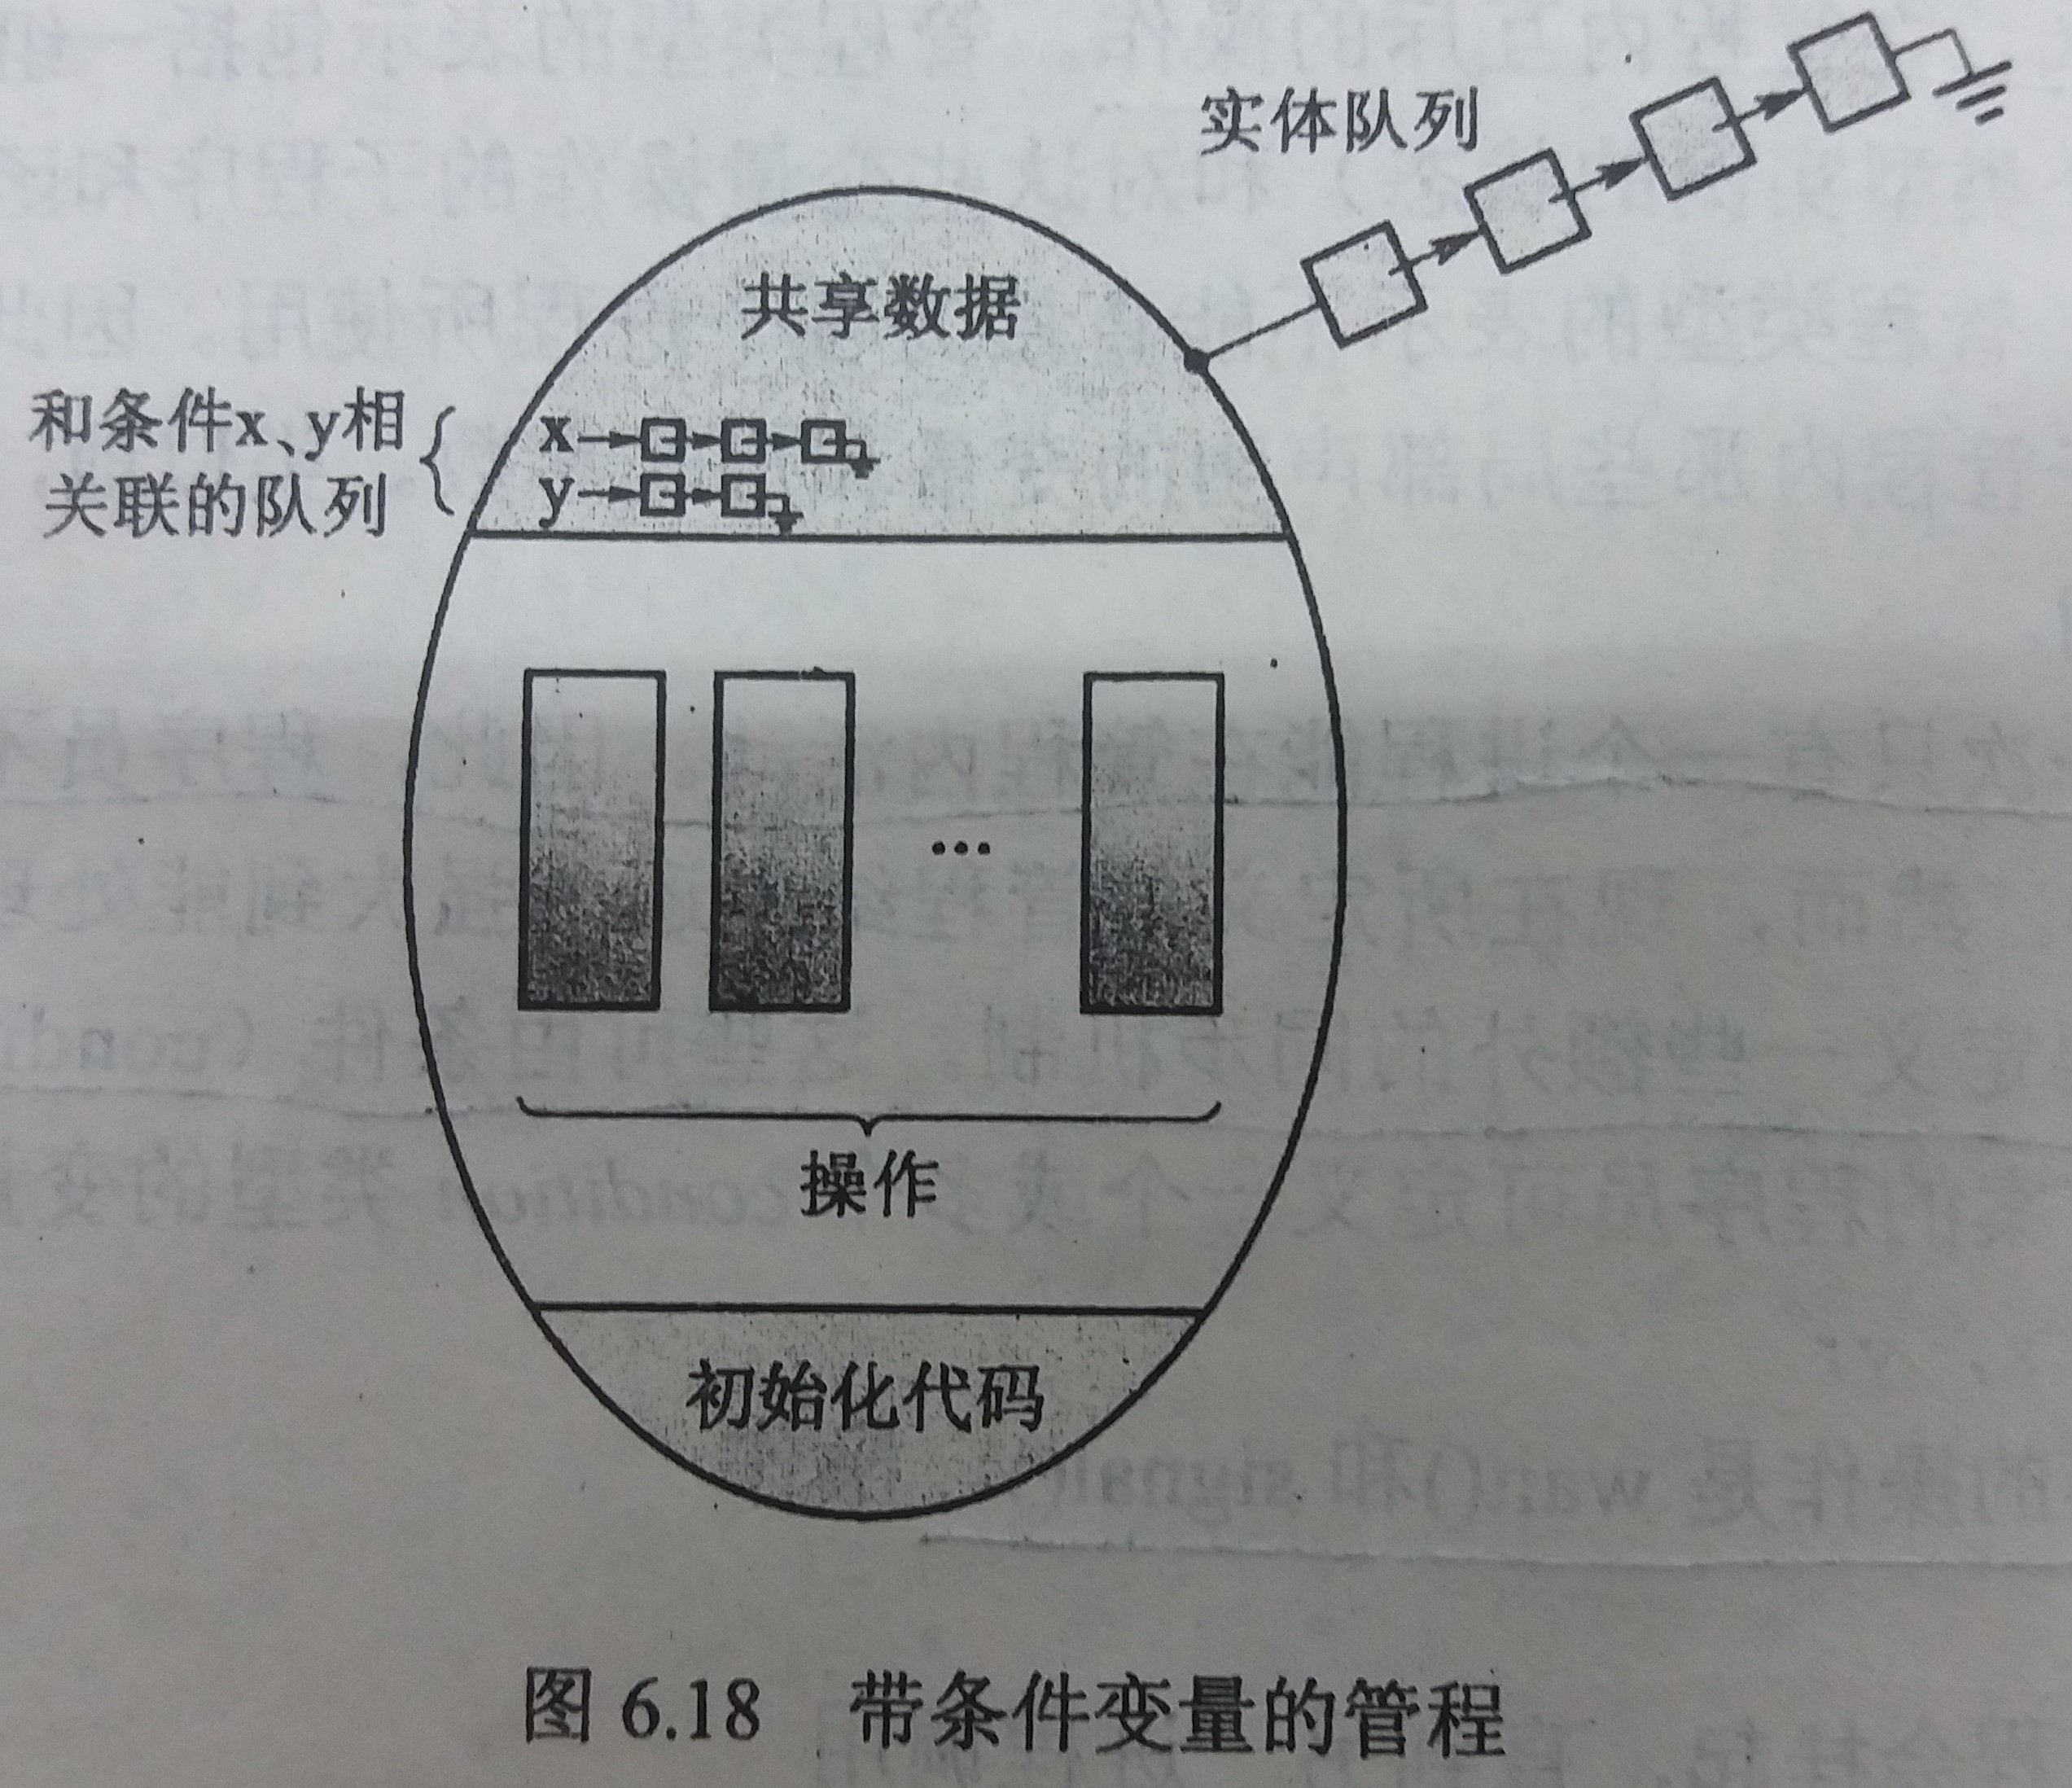 实体队列
共享数据
和条件x、y相
关联的队列
x
y
...
操作
初始化代码
图 6.18 带条件变量的管程